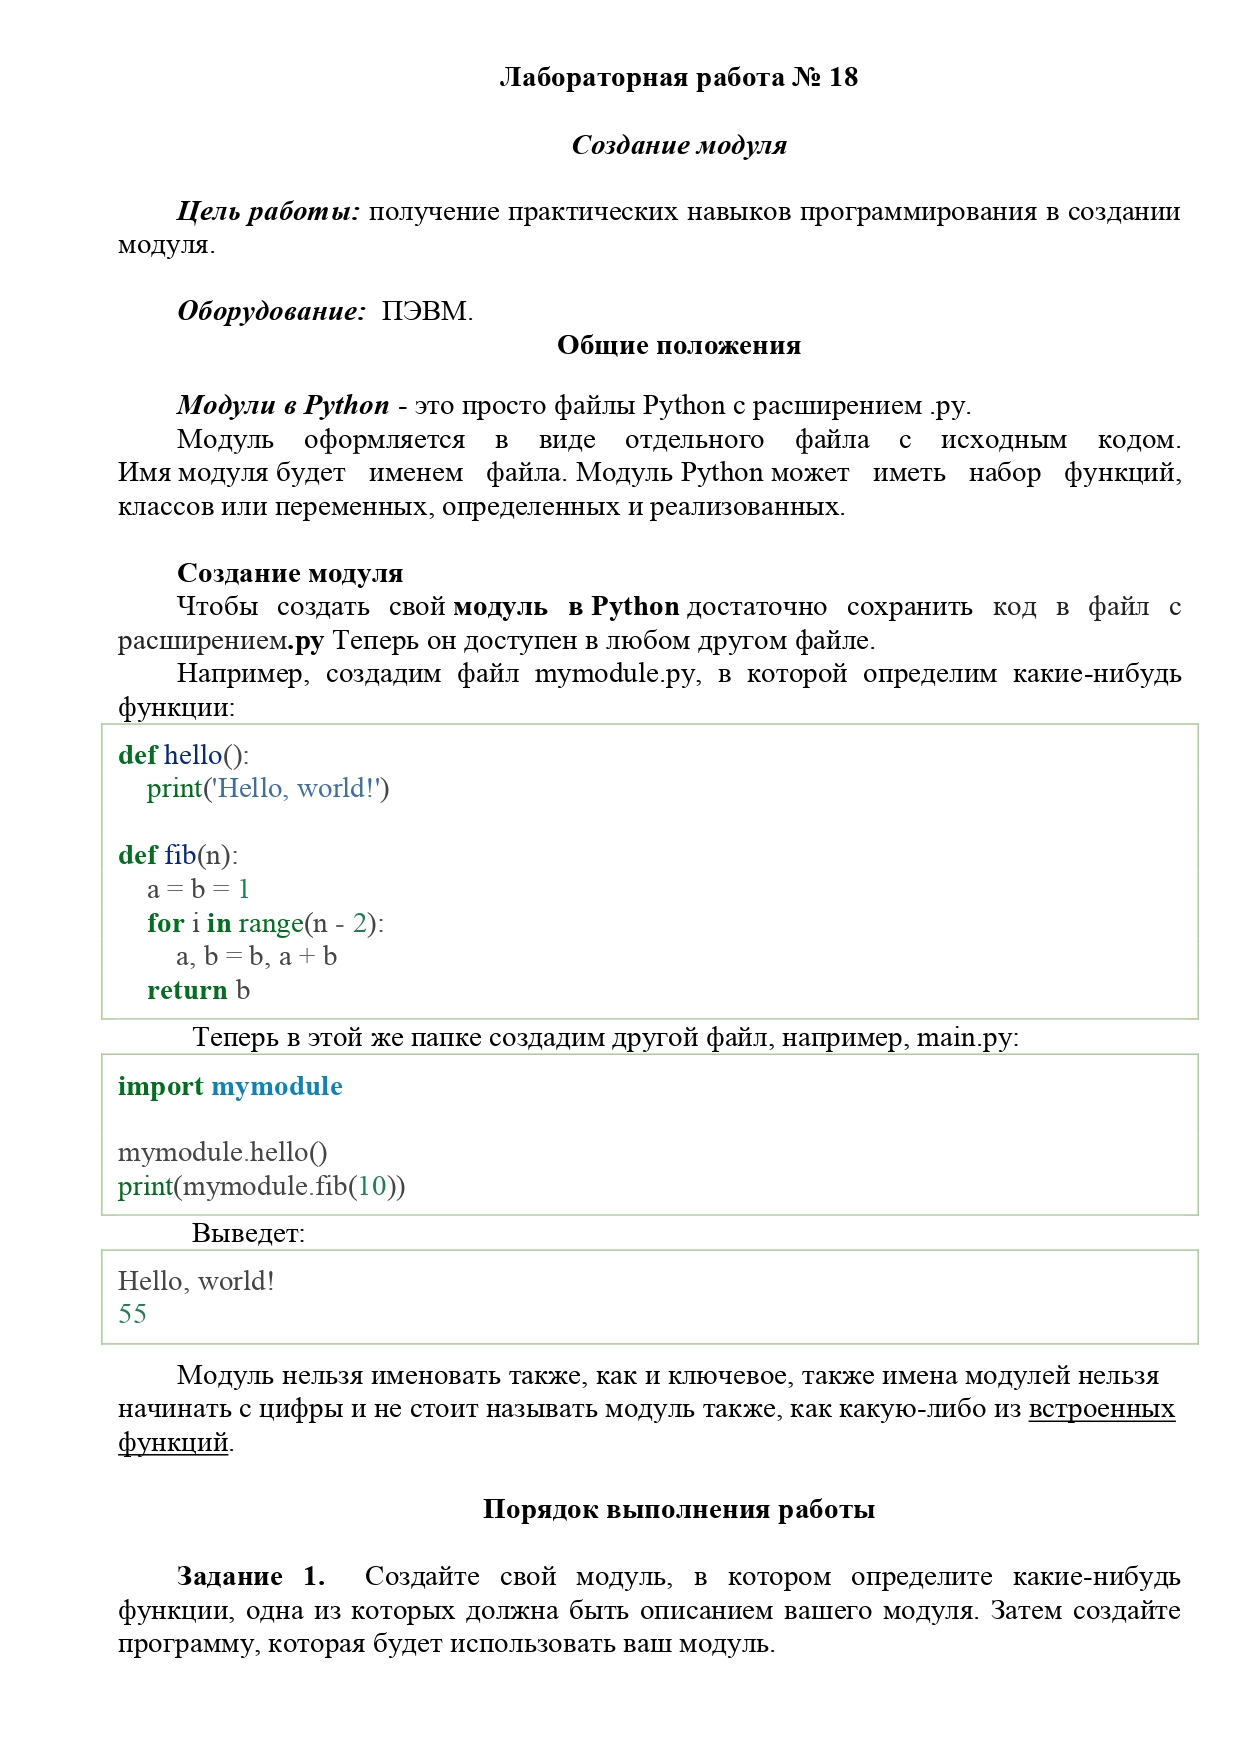 Лабораторная работа № 18
Создание модуля
Цель работы: получение практических навыков программирования в создании
модуля.
Оборудование: ПЭВМ.
Общие положения
Модули в Python - это просто файлы Python с расширением .py.
Модуль оформляется в виде отдельного файла с исходным кодом.
Имя модуля будет именем файла. Модуль Python может иметь набор функций,
классов или переменных, определенных и реализованных.
Создание модуля
Чтобы создать свой модуль в Python достаточно сохранить код в файл с
расширением.py Теперь он доступен в любом другом файле.
Например, создадим файл mymodule.py, в которой определим какие-нибудь
функции:
def hello():
    print('Hello, world!')
def fib(n):
    a = b = 1
    for i in range(n - 2):
        a, b = b, a + b
    return b
Теперь в этой же папке создадим другой файл, например, main.py:
import mymodule
mymodule.hello()
print(mymodule.fib(10))
Выведет:
Hello, world!
55
Модуль нельзя именовать также, как и ключевое, также имена модулей нельзя
начинать с цифры и не стоит называть модуль также, как какую-либо из встроенных
функций.
Порядок выполнения работы
Задание 1. Создайте свой модуль, в котором определите какие-нибудь
функции, одна из которых должна быть описанием вашего модуля. Затем создайте
программу, которая будет использовать ваш модуль.